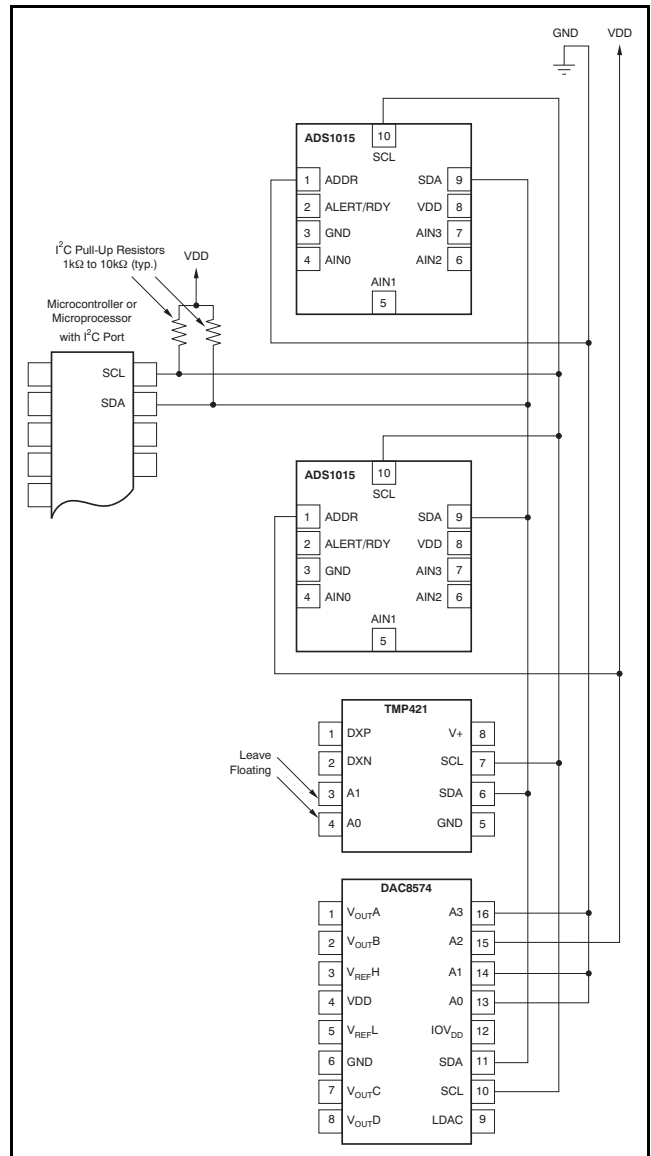 GND VDD
ADS1015 10
SCL
1 ADDR SDA 9
2 ALERT/RDY VDD 8
3 GND AIN3 7
4 AIN0 AIN2 6
AIN1
5
I²C Pull-Up Resistors
1kΩ to 10kΩ (typ.)
VDD
Microcontroller or
Microprocessor
with I²C Port
SCL
SDA
ADS1015 10
SCL
1 ADDR SDA 9
2 ALERT/RDY VDD 8
3 GND AIN3 7
4 AIN0 AIN2 6
AIN1
5
TMP421
1 DXP V+ 8
2 DXN SCL 7
3 A1 SDA 6
4 A0 GND 5
Leave
Floating
DAC8574
1 VOUTA A3 16
2 VOUTB A2 15
3 VREFH A1 14
4 VDD A0 13
5 VREFL IOVDD 12
6 GND SDA 11
7 VOUTC SCL 10
8 VOUTD LDAC 9